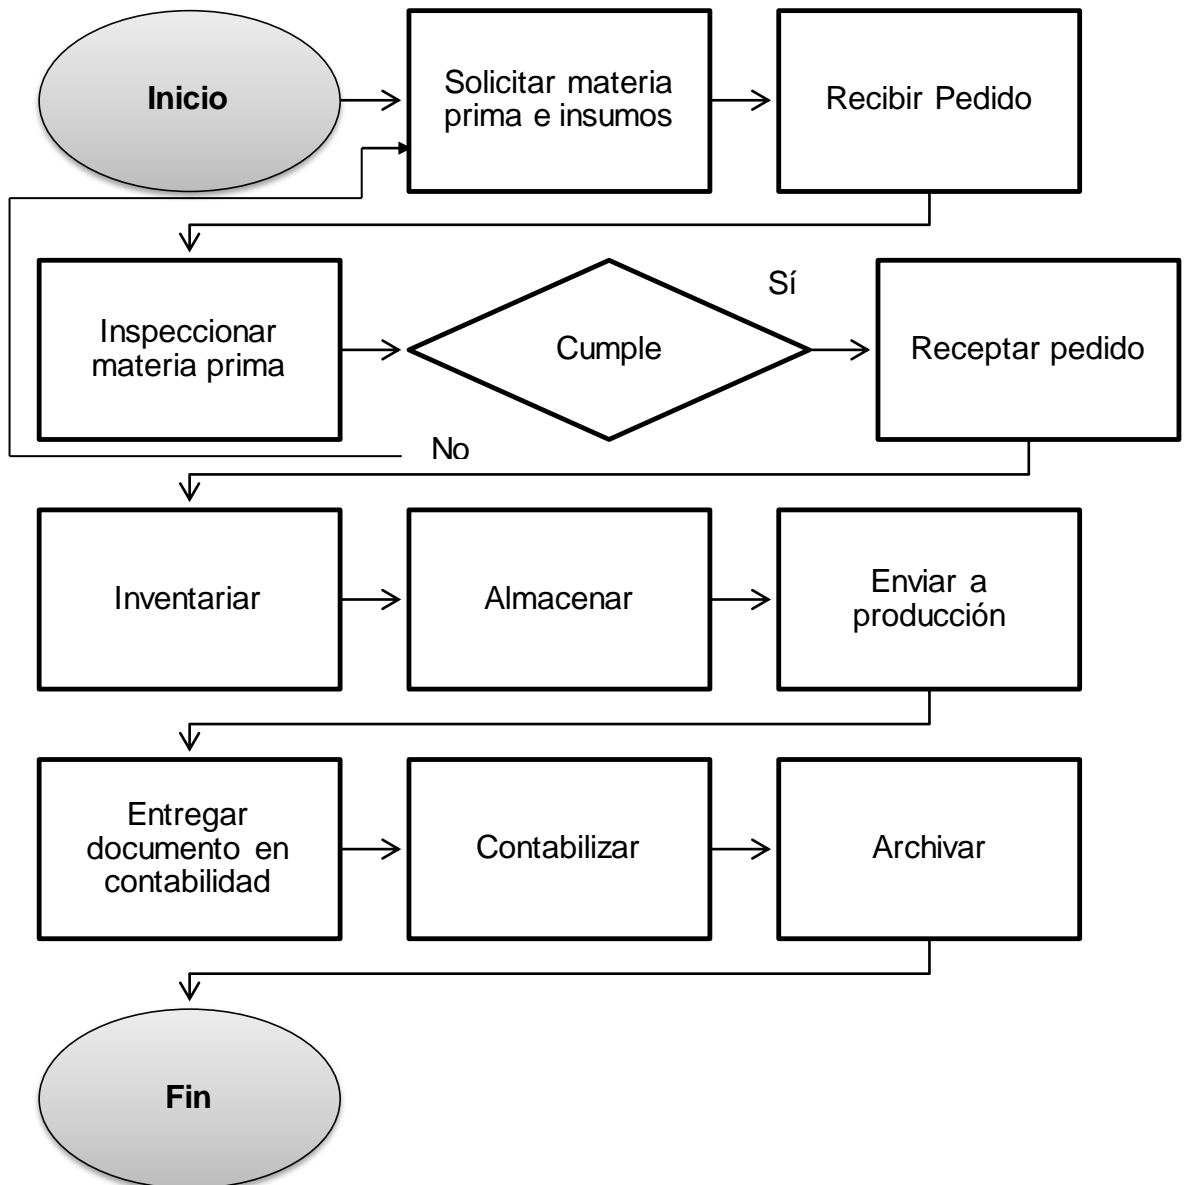 Inicio
Solicitar materia
prima e insumos
Recibir Pedido
Inspeccionar
materia prima
Cumple
Sí
Receptar pedido
No
Inventariar
Almacenar
Enviar a
producción
Entregar
documento en
contabilidad
Contabilizar
Archivar
Fin